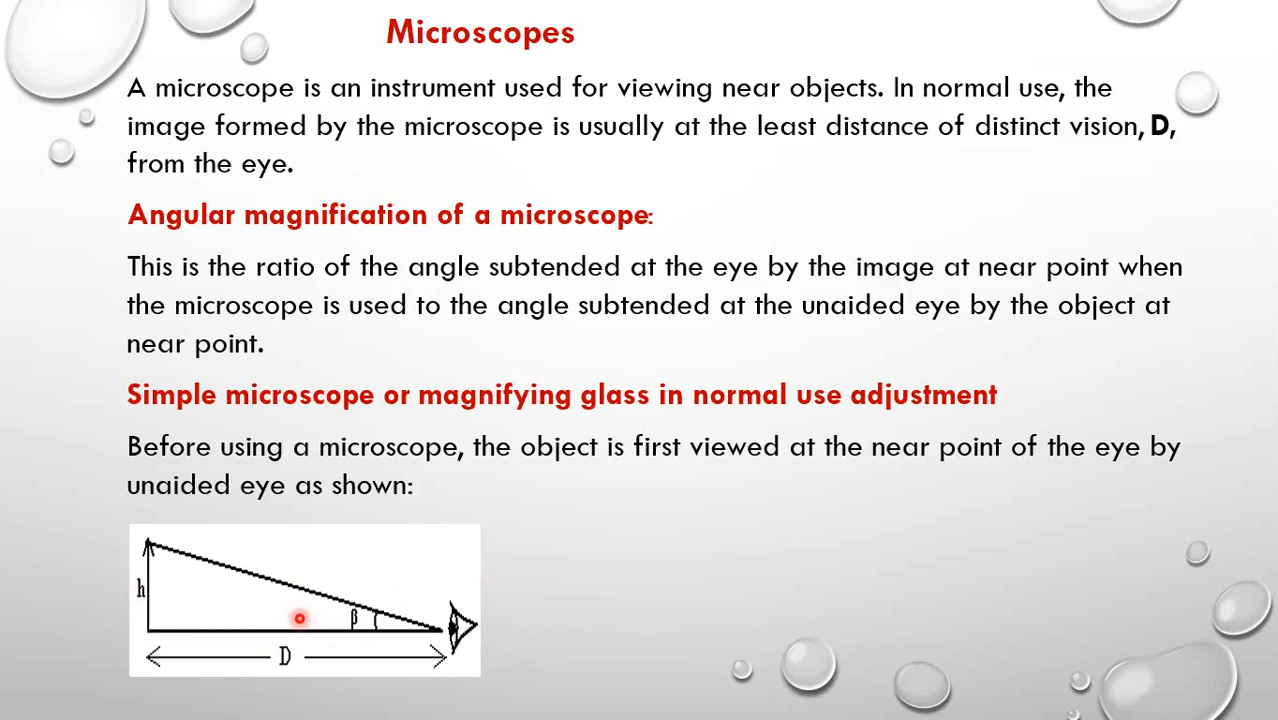 Microscopes
A microscope is an instrument used for viewing near objects. In normal use, the
image formed by the microscope is usually at the least distance of distinct vision, D,
from the eye.
Angular magnification of a microscope:
This is the ratio of the angle subtended at the eye by the image at near point when
the microscope is used to the angle subtended at the unaided eye by the object at
near point.
Simple microscope or magnifying glass in normal use adjustment
Before using a microscope, the object is first viewed at the near point of the eye by
unaided eye as shown:
h
β
D